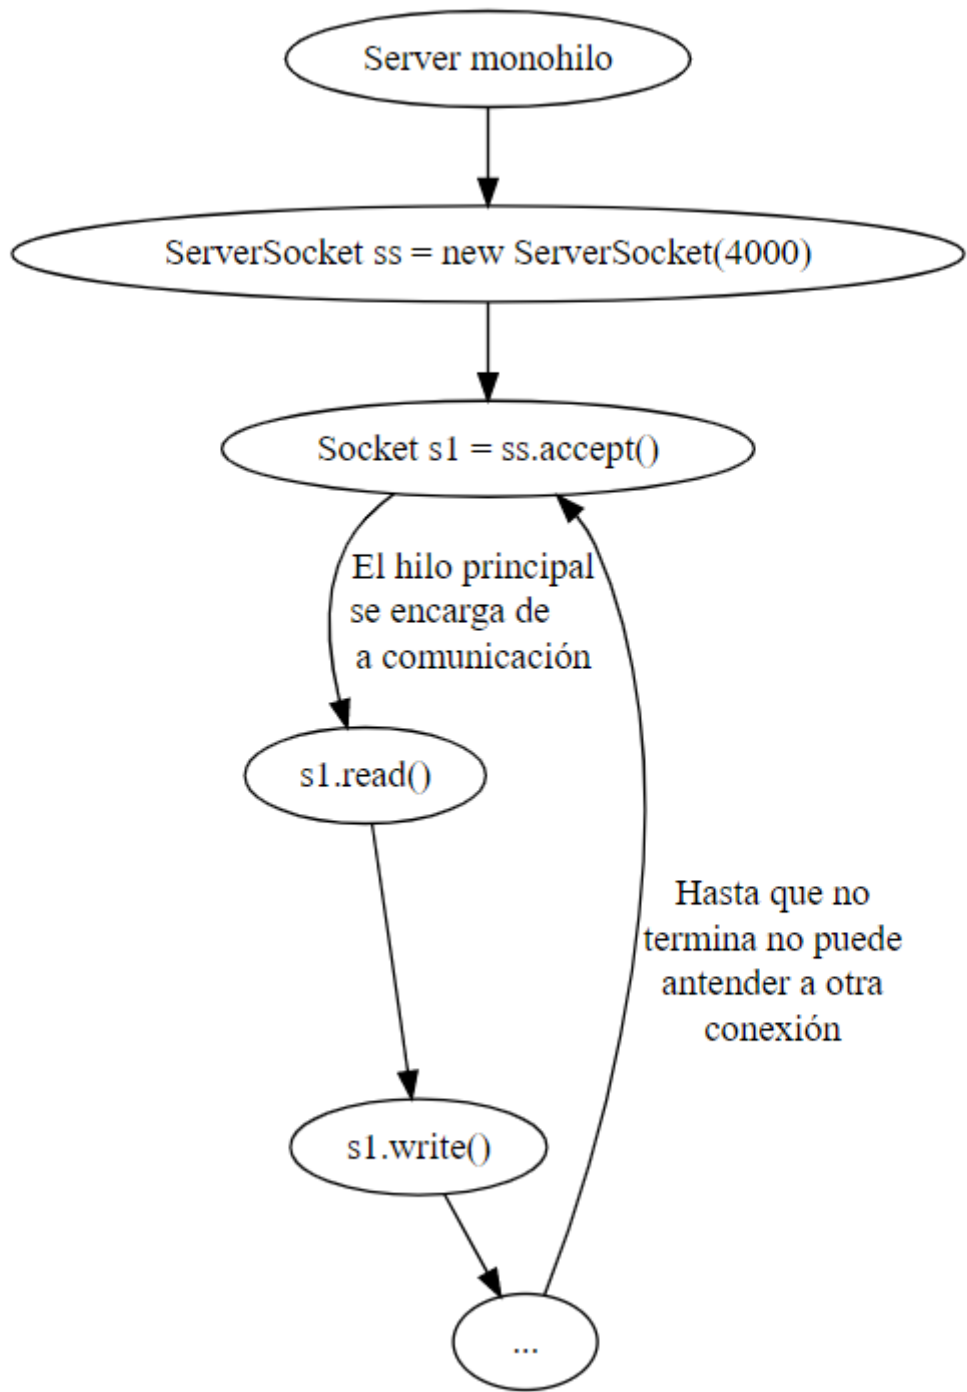 Server monohilo
ServerSocket ss = new ServerSocket(4000)
Socket s1 = ss.accept()
El hilo principal
se encarga de
a comunicación
s1.read()
Hasta que no
termina no puede
antender a otra
conexión
s1.write()
...